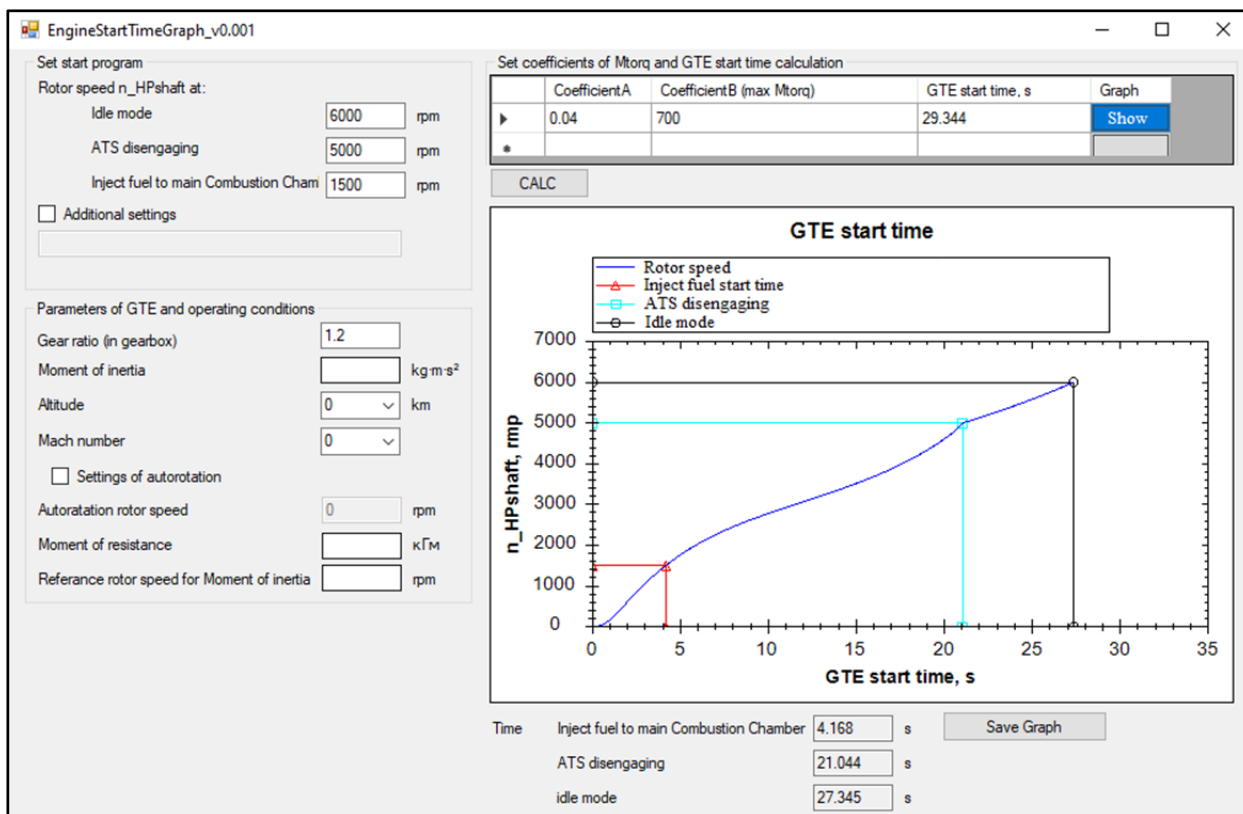 EngineStartTimeGraph_v0.001
Set start program
Rotor speed n_HPshaft at:
Idle mode 6000 rpm
ATS disengaging 5000 rpm
Inject fuel to main Combustion Chaml 1500 rpm
Additional settings
Parameters of GTE and operating conditions
Gear ratio (in gearbox) 1.2
Moment of inertia kg·m·s²
Altitude 0 km
Mach number 0
Settings of autorotation
Autoratation rotor speed 0 rpm
Moment of resistance кГм
Referance rotor speed for Moment of inertia rpm
Set coefficients of Mtorq and GTE start time calculation
CoefficientA CoefficientB (max Mtorq) GTE start time, s Graph
0.04 700 29.344 Show
CALC
GTE start time
Rotor speed
Inject fuel start time
ATS disengaging
Idle mode
7000
6000
5000
4000
3000
2000
1000
0
n_HPshaft, rmp
0 5 10 15 20 25 30 35
GTE start time, s
Time Inject fuel to main Combustion Chamber 4.168 s Save Graph
ATS disengaging 21.044 s
idle mode 27.345 s